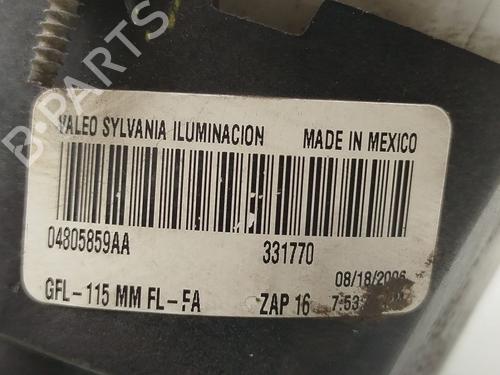 B-PARTS
VALEO SYLVANIA ILUMINACION MADE IN MEXICO
04805859AA 331770
08/18/2006
GFL-115 MM FL-FA ZAP 16